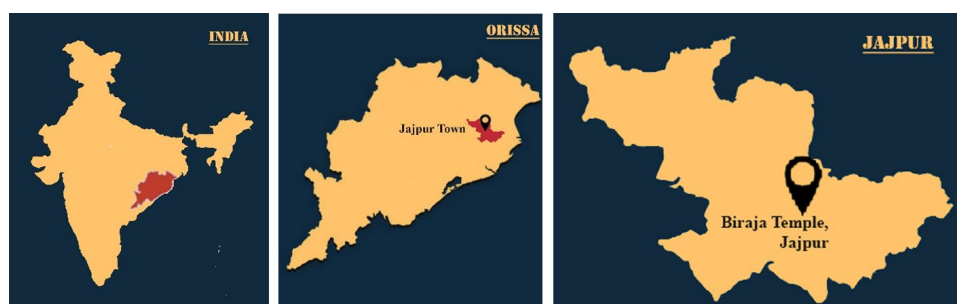 INDIA
ORISSA
Jajpur Town
JAJPUR
Biraja Temple,
Jajpur